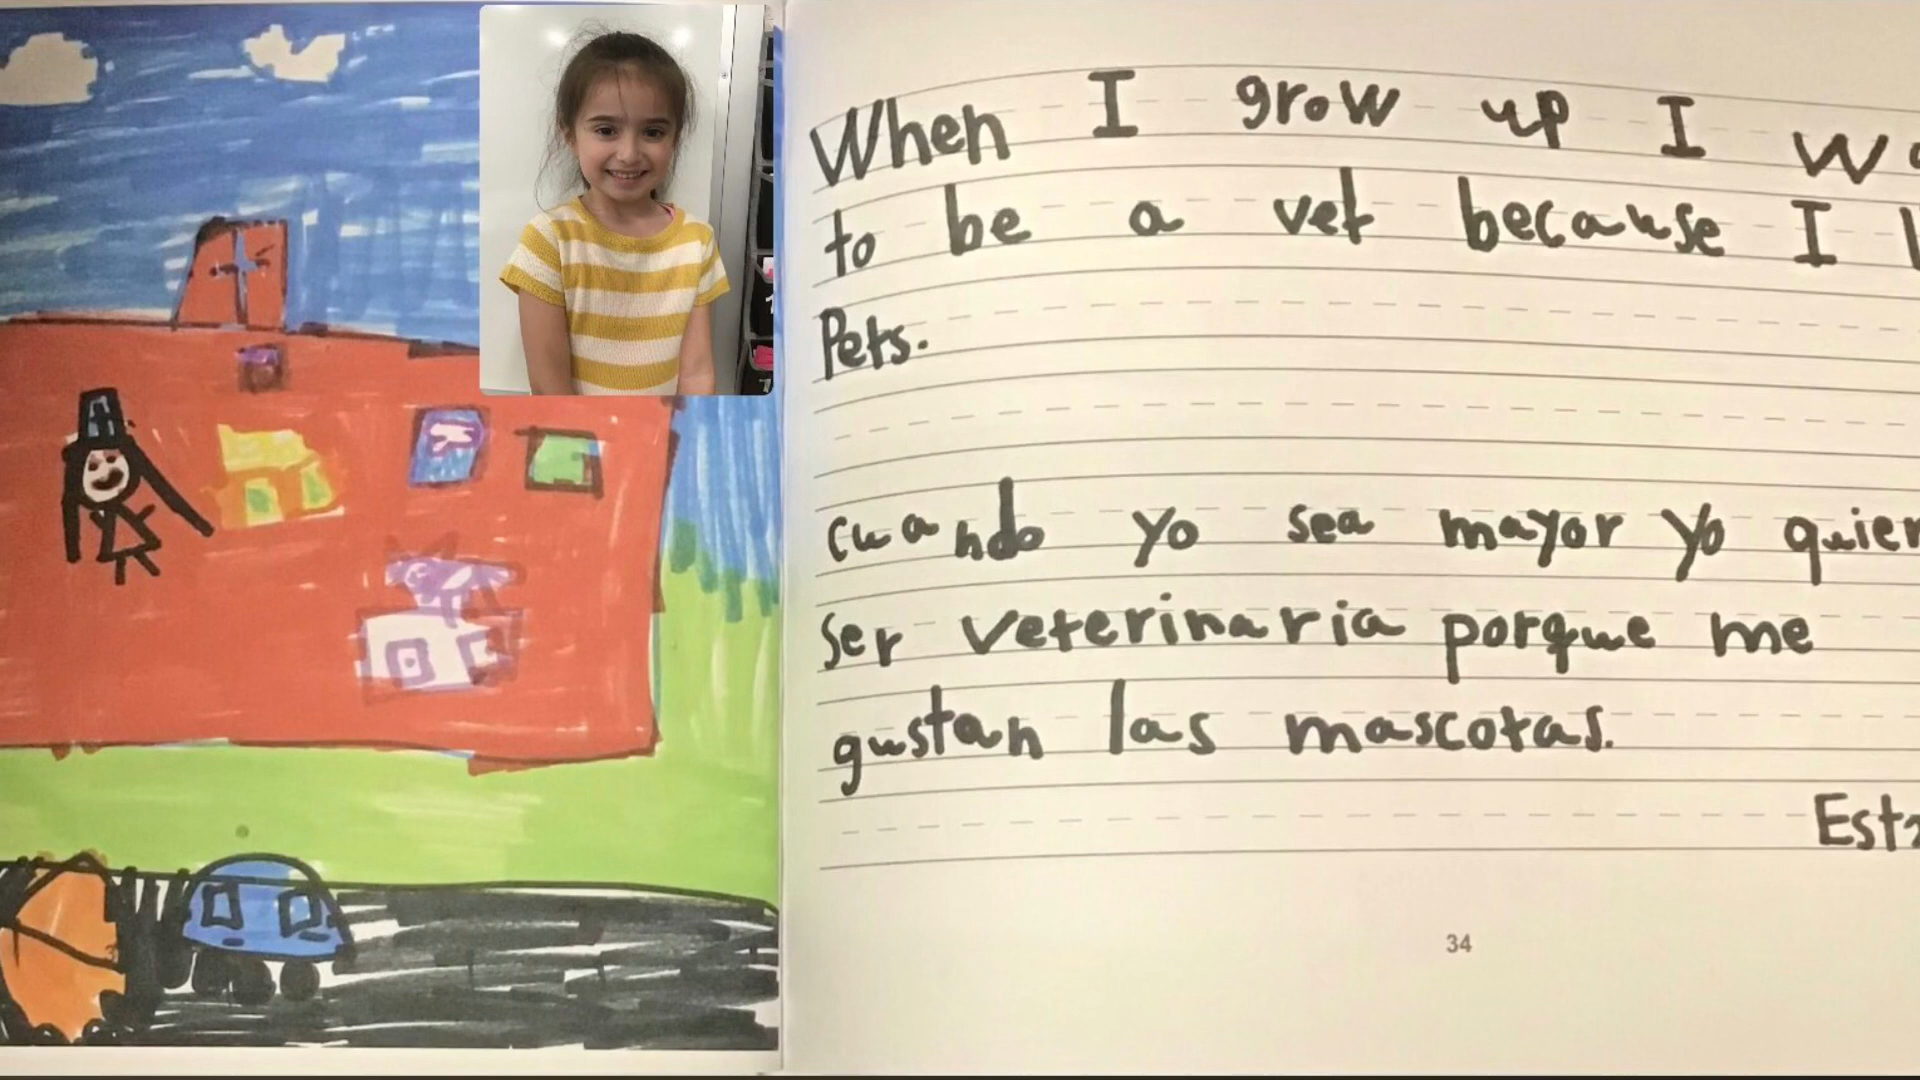 When I grow up I
to be a vet because I
Pets.
cuando yo sea mayor yo
ser veterinaria porque me
gustan las mascotas.
34